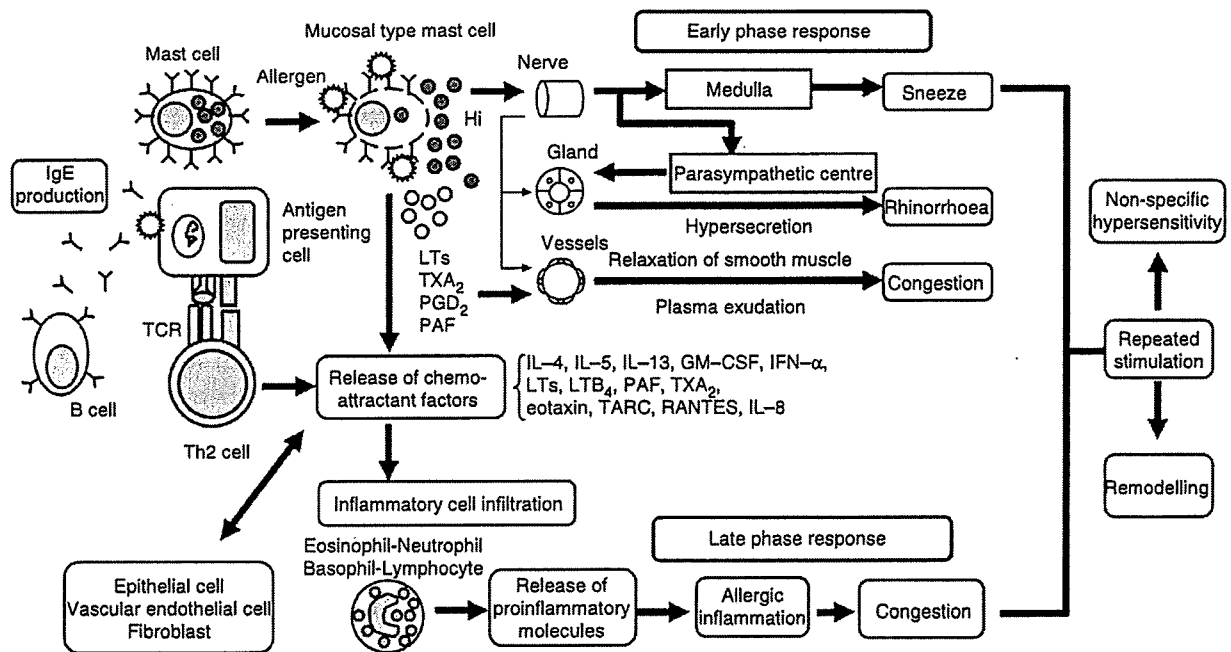 Early phase response
Mast cell
Mucosal type mast cell
Allergen
Hi
Nerve
Medulla
Sneeze
IgE
production
Gland
Parasympathetic centre
Antigen
presenting
cell
Hypersecretion
Rhinorrhoea
Vessels
Relaxation of smooth muscle
Plasma exudation
Congestion
Non-specific
hypersensitivity
LTs
TXA2
PGD2
PAF
TCR
B cell
Th2 cell
Release of chemo-
attractant factors
IL–4, IL–5, IL–13, GM–CSF, IFN–α,
LTs, LTB4, PAF, TXA2,
eotaxin, TARC, RANTES, IL–8
Repeated
stimulation
Remodelling
Inflammatory cell infiltration
Late phase response
Eosinophil-Neutrophil
Basophil-Lymphocyte
Epithelial cell
Vascular endothelial cell
Fibroblast
Release of
proinflammatory
molecules
Allergic
inflammation
Congestion